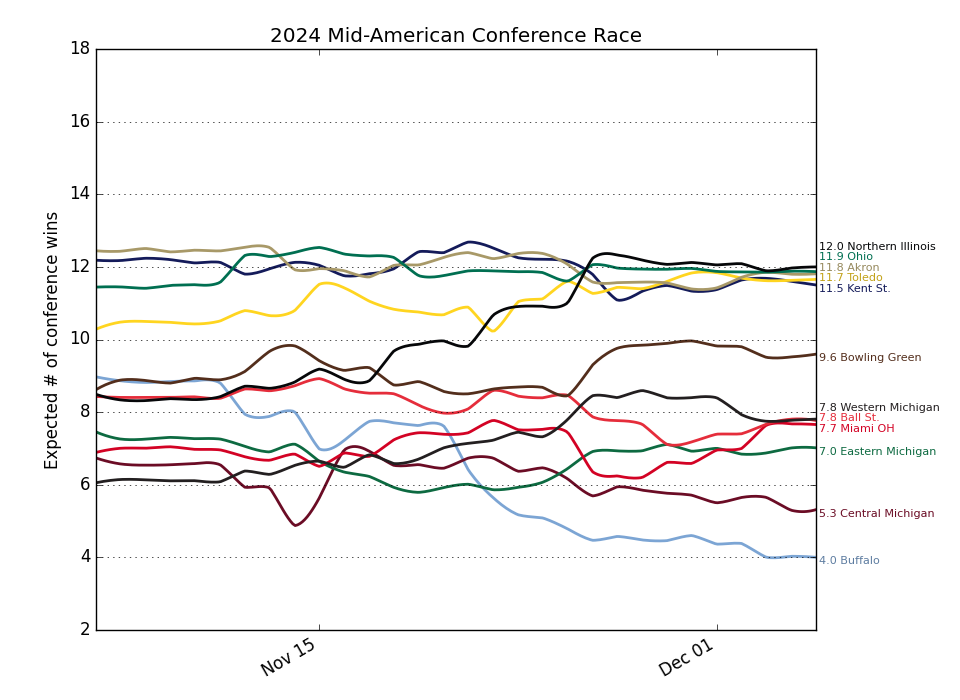 2024 Mid-American Conference Race
Expected # of conference wins
18
16
14
12
10
8
6
4
2
Nov 15
Dec 01
12.0 Northern Illinois
11.9 Ohio
11.8 Akron
11.7 Toledo
11.5 Kent St.
9.6 Bowling Green
7.8 Western Michigan
7.8 Ball St.
7.7 Miami OH
7.0 Eastern Michigan
5.3 Central Michigan
4.0 Buffalo